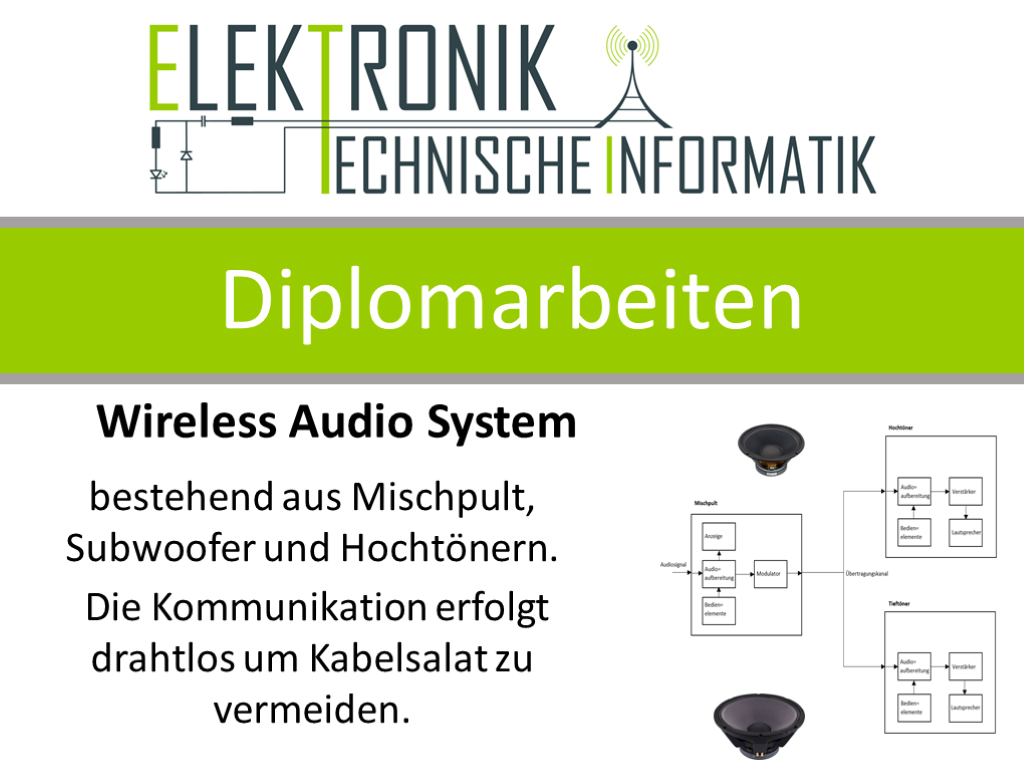 ELEKTRONIK
TECHNISCHE INFORMATIK
Diplomarbeiten
Wireless Audio System
bestehend aus Mischpult,
Subwoofer und Hochtönern.
Die Kommunikation erfolgt
drahtlos um Kabelsalat zu
vermeiden.
Mischpult
Audiosignal
Anzeige
Audio=
aufbereitung
Modulator
Bedien=
elemente
Übertragungskanal
Hochtöner
Audio=
aufbereitung
Verstärker
Bedien=
elemente
Lautsprecher
Tieftöner
Audio=
aufbereitung
Verstärker
Bedien=
elemente
Lautsprecher